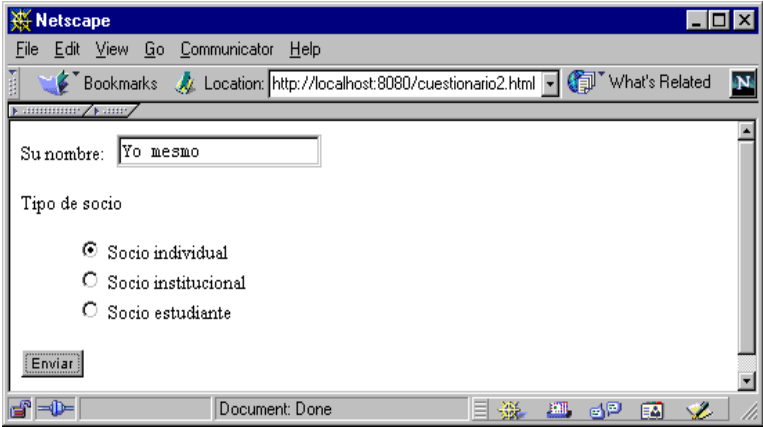 Netscape
File Edit View Go Communicator Help
Bookmarks Location: http://localhost:8080/cuestionario2.html What's Related N
Su nombre: Yo mesmo
Tipo de socio
Socio individual
Socio institucional
Socio estudiante
Enviar
Document: Done